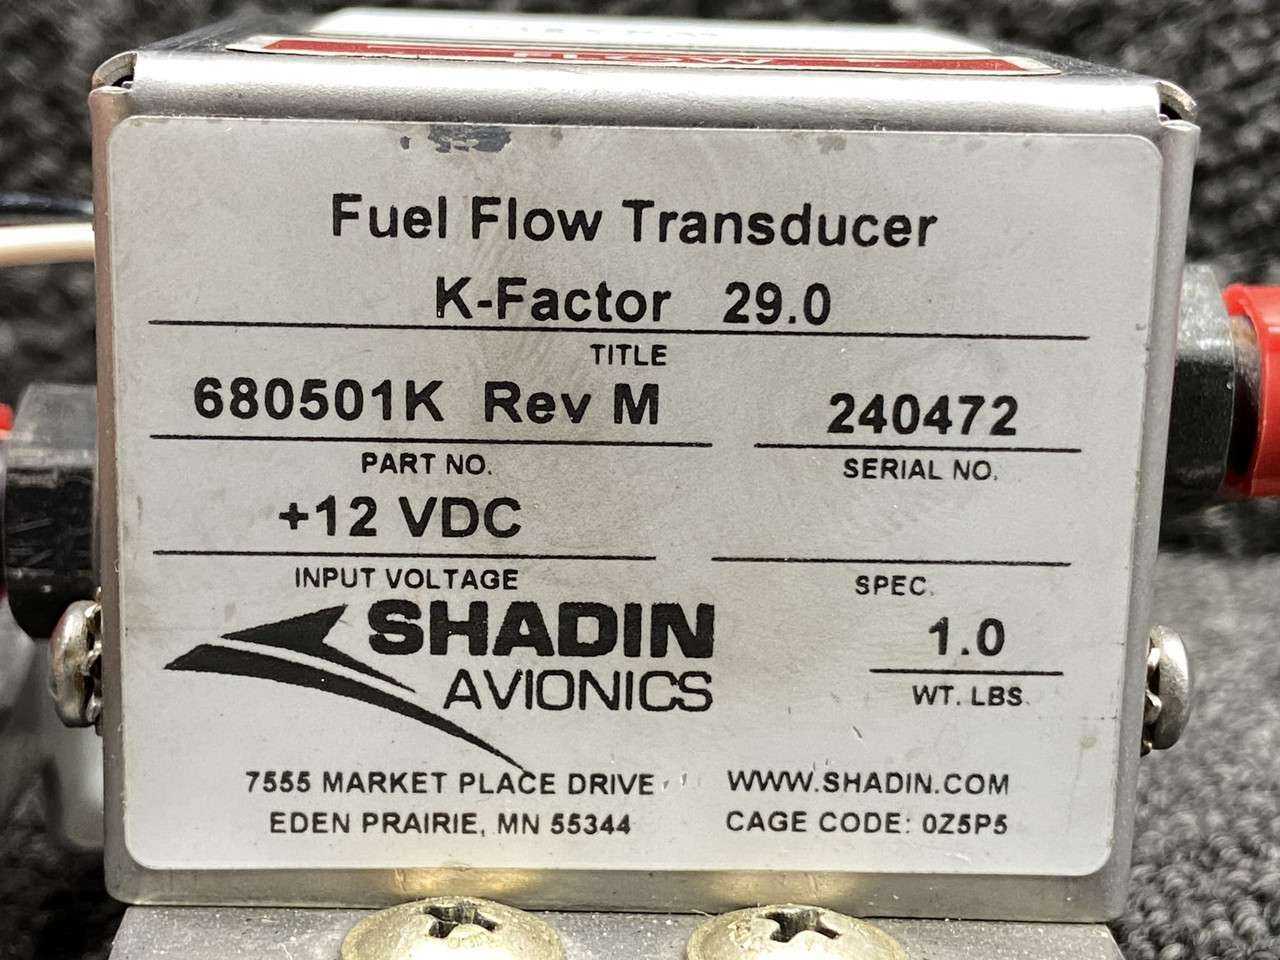 FLOW
Fuel Flow Transducer
K-Factor 29.0
TITLE
680501K Rev M 240472
PART NO. SERIAL NO.
+12 VDC
INPUT VOLTAGE SPEC.
SHADIN
AVIONICS
1.0
WT. LBS.
7555 MARKET PLACE DRIVE WWW.SHADIN.COM
EDEN PRAIRIE, MN 55344 CAGE CODE: 0Z5P5